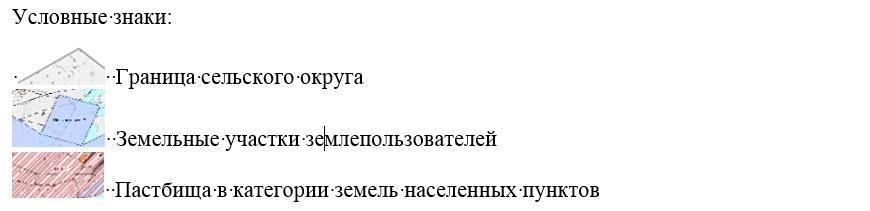 Условные знаки:
Граница сельского округа
Земельные участки землепользователей
Пастбища в категории земель населенных пунктов